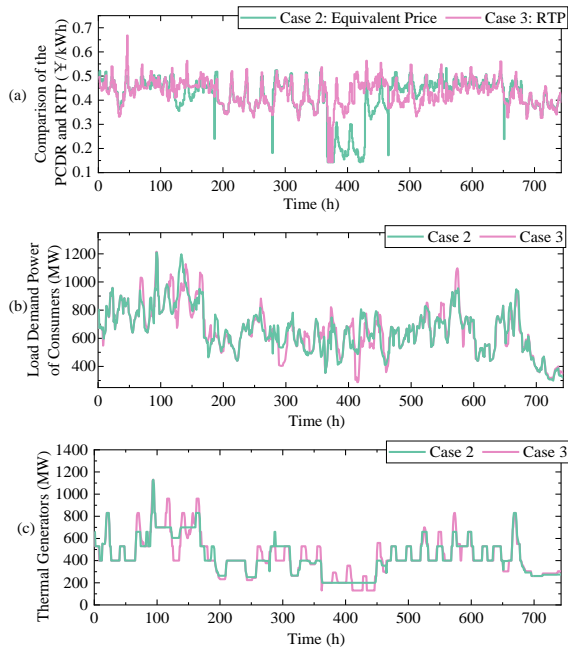 Case 2: Equivalent Price Case 3: RTP
(a)
Comparison of the
PCDR and RTP (¥/kWh)
0.7
0.6
0.5
0.4
0.3
0.2
0.1
0 100 200 300 400 500 600 700
Time (h)
Case 2 Case 3
(b)
Load Demand Power
of Consumers (MW)
1200
1000
800
600
400
0 100 200 300 400 500 600 700
Time (h)
Case 2 Case 3
(c)
Thermal Generators (MW)
1400
1200
1000
800
600
400
200
0
0 100 200 300 400 500 600 700
Time (h)